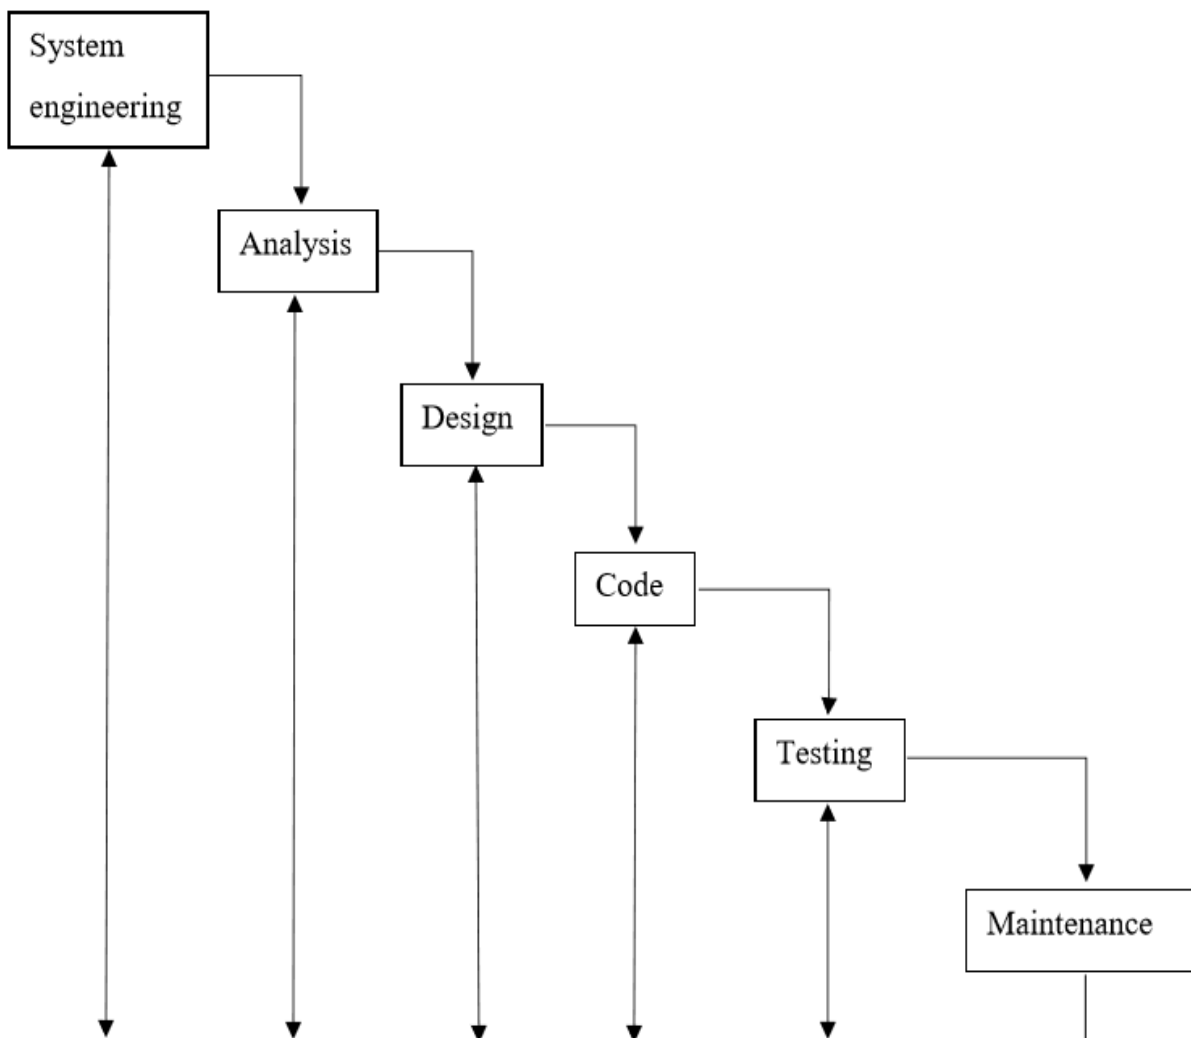 System
engineering
Analysis
Design
Code
Testing
Maintenance